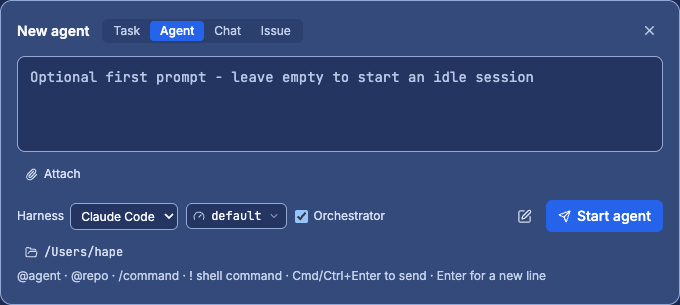 New agent Task Agent Chat Issue
Optional first prompt - leave empty to start an idle session
Attach
Harness Claude Code default Orchestrator Start agent
/Users/hape
@agent · @repo · /command · ! shell command · Cmd/Ctrl+Enter to send · Enter for a new line